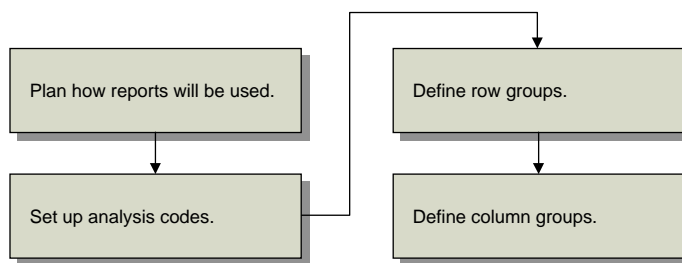 Plan how reports will be used.
Set up analysis codes.
Define row groups.
Define column groups.